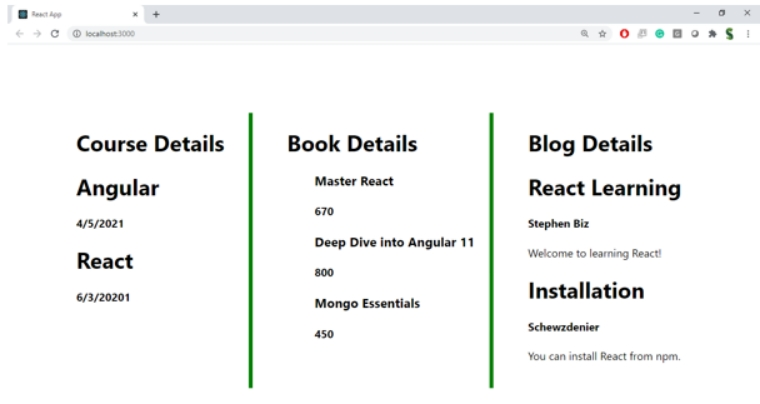 React App
localhost:3000
Course Details
Angular
4/5/2021
React
6/3/20201
Book Details
Master React
670
Deep Dive into Angular 11
800
Mongo Essentials
450
Blog Details
React Learning
Stephen Biz
Welcome to learning React!
Installation
Schewzdenier
You can install React from npm.